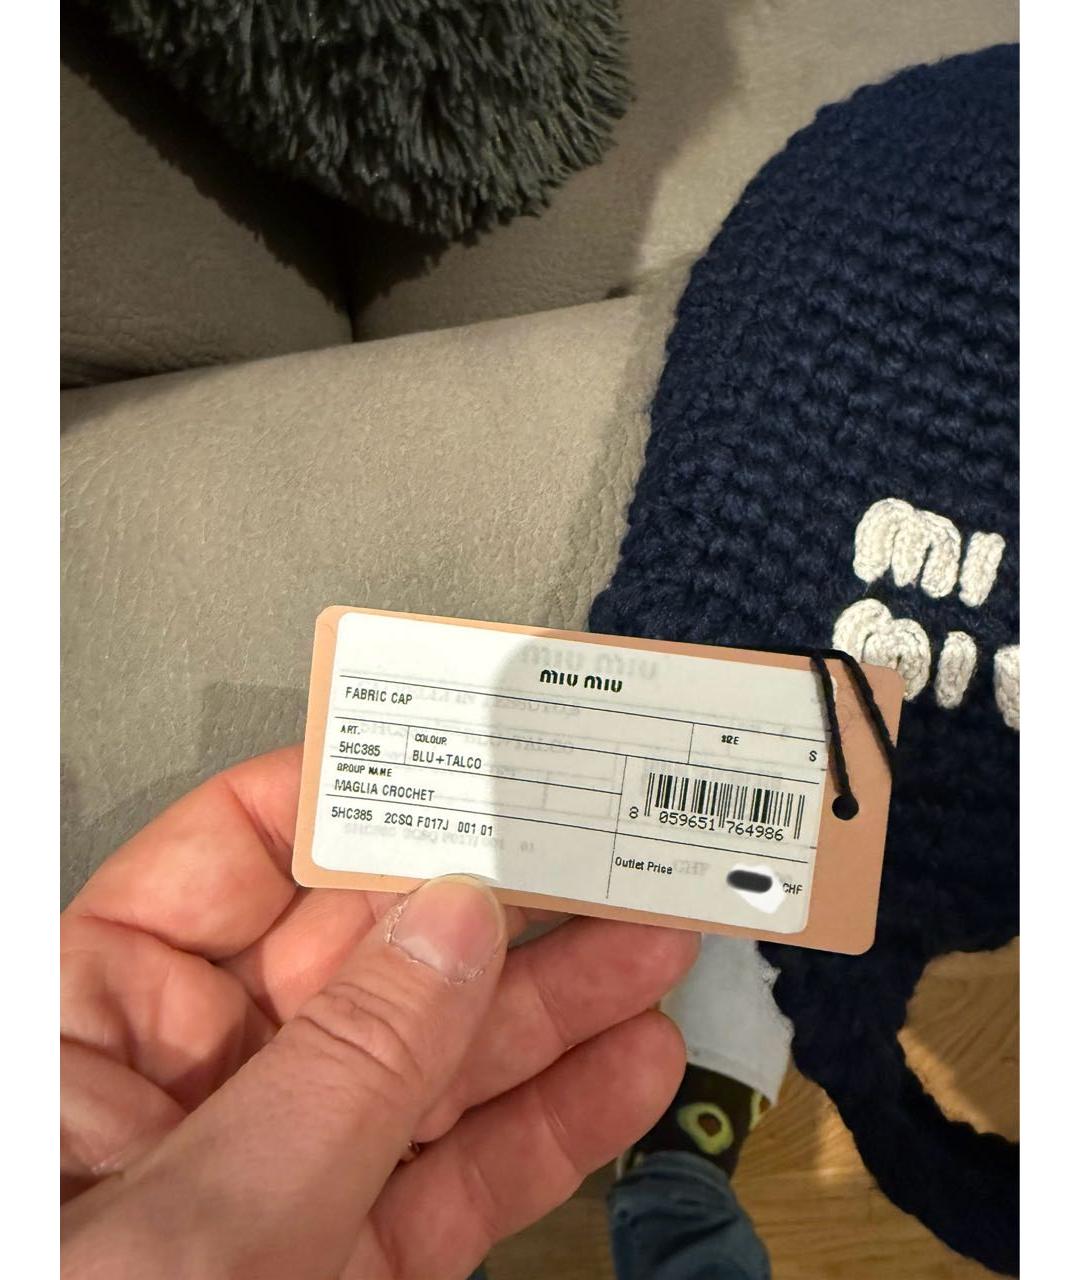 miu miu
FABRIC CAP
SIZE S
ART. COLOUR
5HC385 BLU+TALCO
GROUP NAME
MAGLIA CROCHET
5HC385 2CSQ F017J 001 01
8 059651 764986
Outlet Price CHF
MI
MI